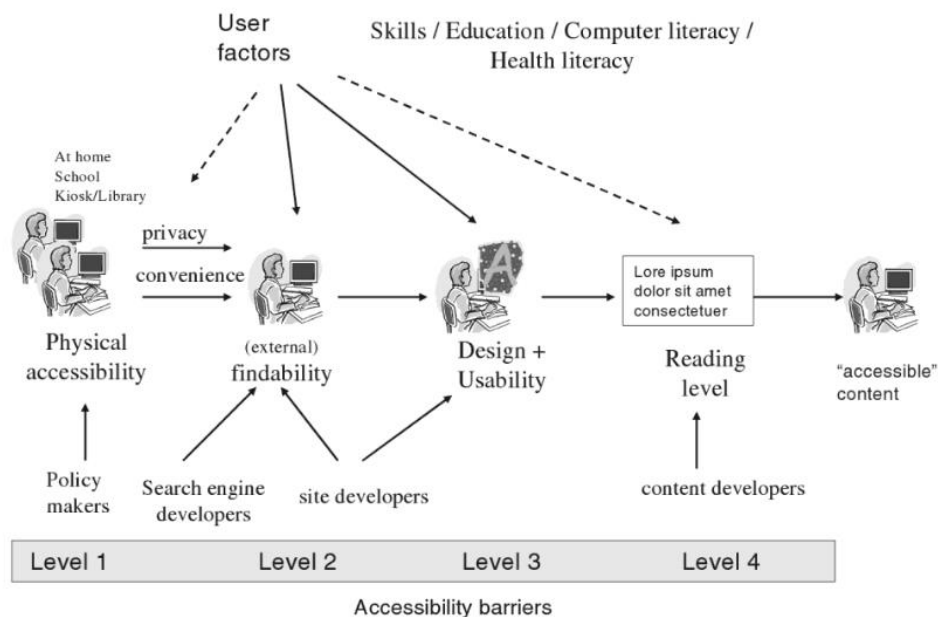 User
factors
Skills / Education / Computer literacy /
Health literacy
At home
School
Kiosk/Library
privacy
convenience
A
Lore ipsum
dolor sit amet
consectetuer
Physical
accessibility
(external)
findability
Design +
Usability
Reading
level
“accessible”
content
Policy
makers
Search engine
developers
site developers
content developers
Level 1
Level 2
Level 3
Level 4
Accessibility barriers